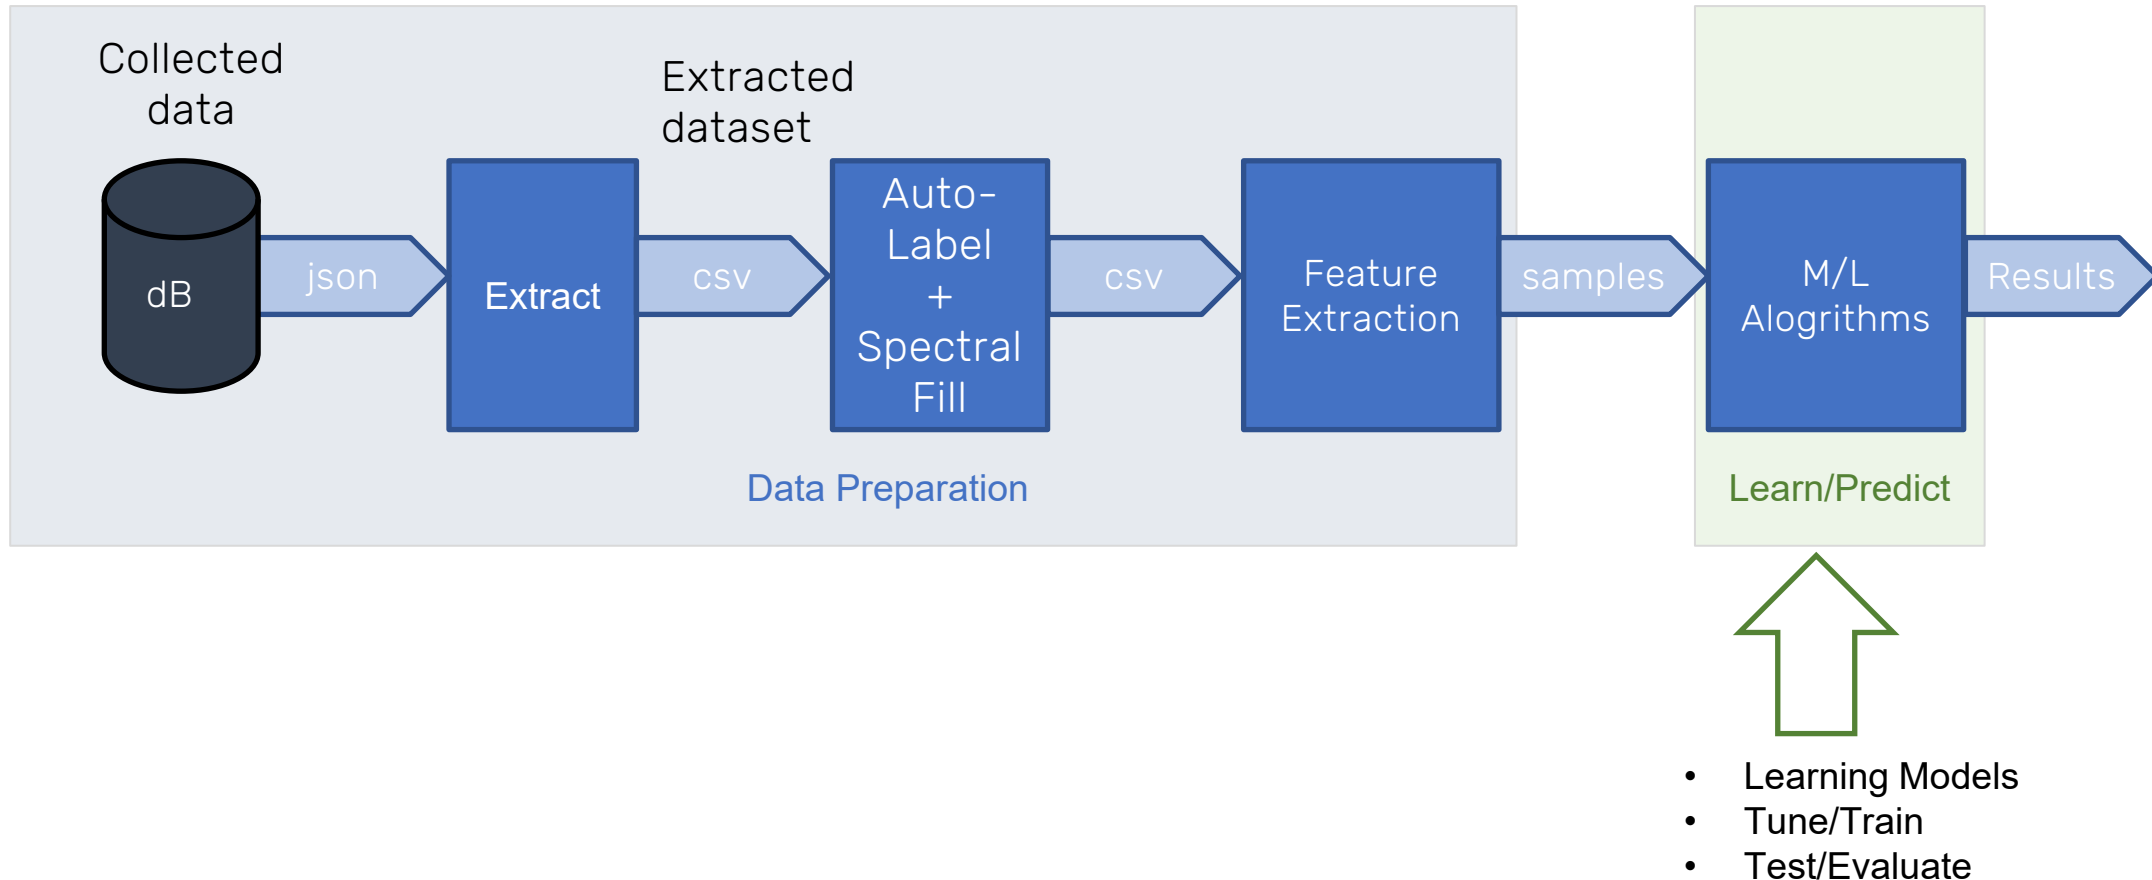 Collected
data
Extracted
dataset
dB
json
Extract
csv
Auto-
Label
+
Spectral
Fill
csv
Feature
Extraction
samples
M/L
Alogrithms
Results
Data Preparation
Learn/Predict
• Learning Models
• Tune/Train
• Test/Evaluate